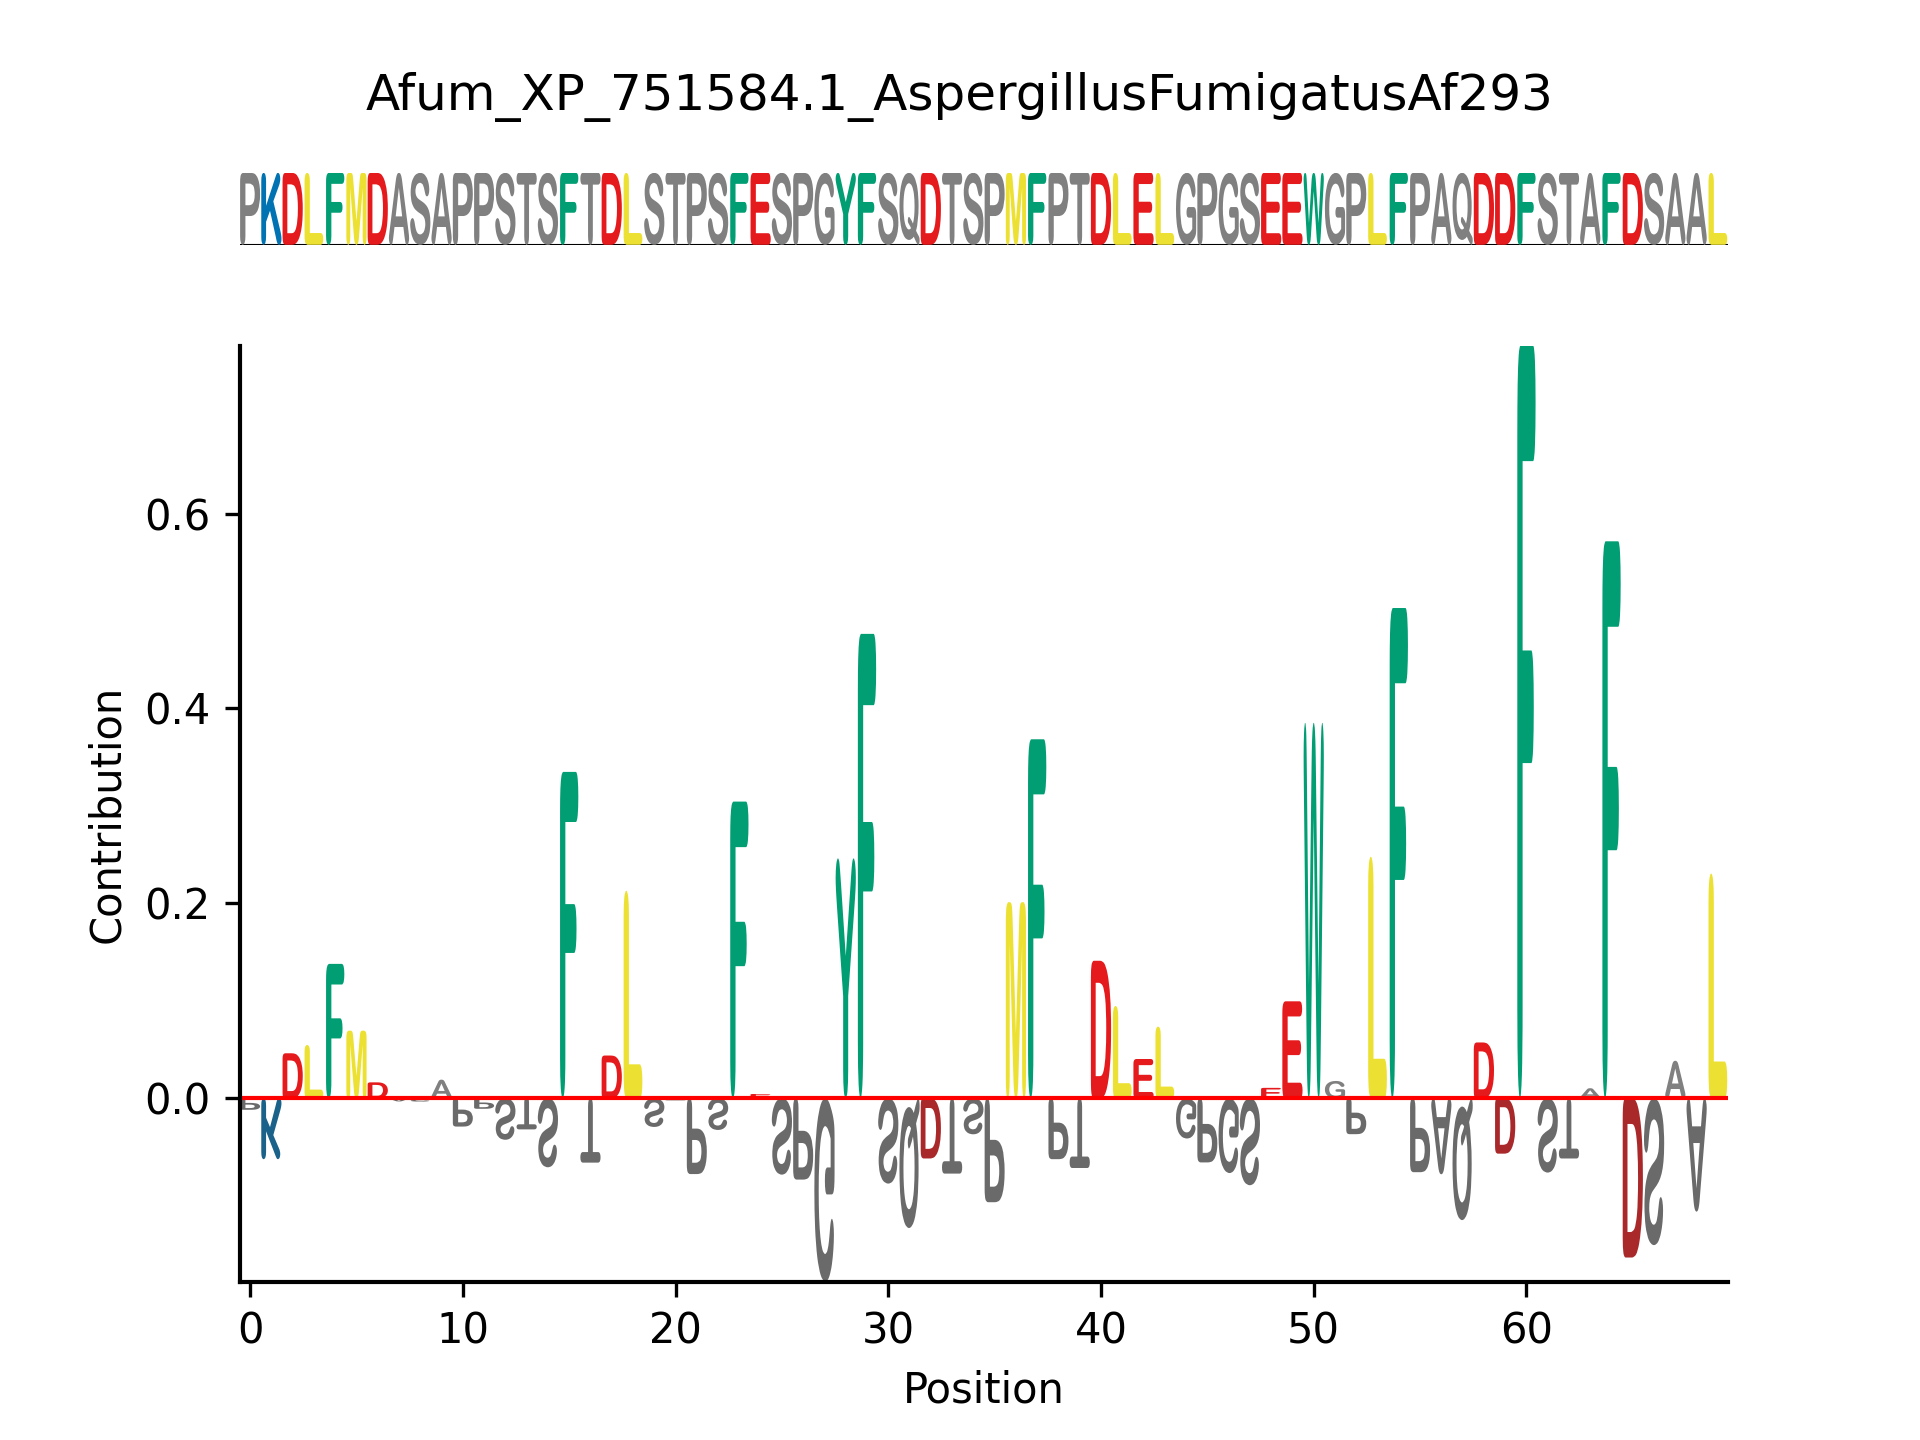 Afum_XP_751584.1_AspergillusFumigatusAf293
PKDLFMDASAPPSTSFTDLSTPSFESPGYFSQDTSPMFPTDLELGPGSEEWGPLFPAQDDFSTAFDSAAL
Contribution
0.6
0.4
0.2
0.0
0 10 20 30 40 50 60
Position